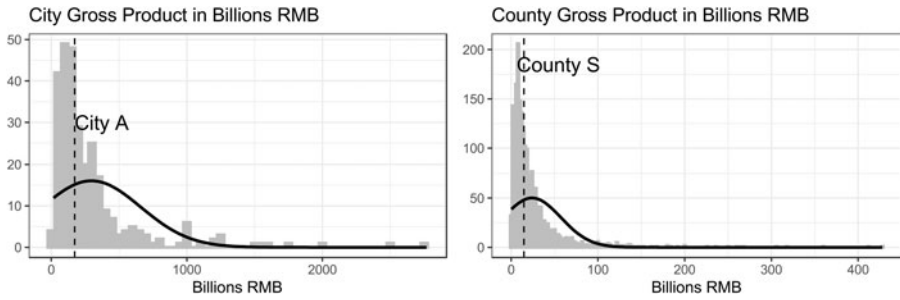 City Gross Product in Billions RMB
50
40
30
20
10
0
City A
0 1000 2000
Billions RMB
County Gross Product in Billions RMB
200
150
100
50
0
County S
0 100 200 300 400
Billions RMB